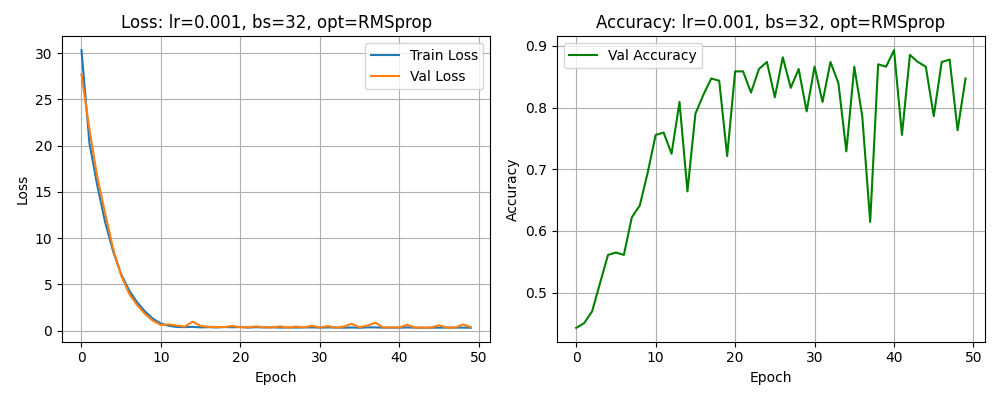 Loss: lr=0.001, bs=32, opt=RMSprop
Train Loss
Val Loss
30
25
20
15
10
5
0
Loss
0 10 20 30 40 50
Epoch
Accuracy: lr=0.001, bs=32, opt=RMSprop
Val Accuracy
0.9
0.8
0.7
0.6
0.5
Accuracy
0 10 20 30 40 50
Epoch